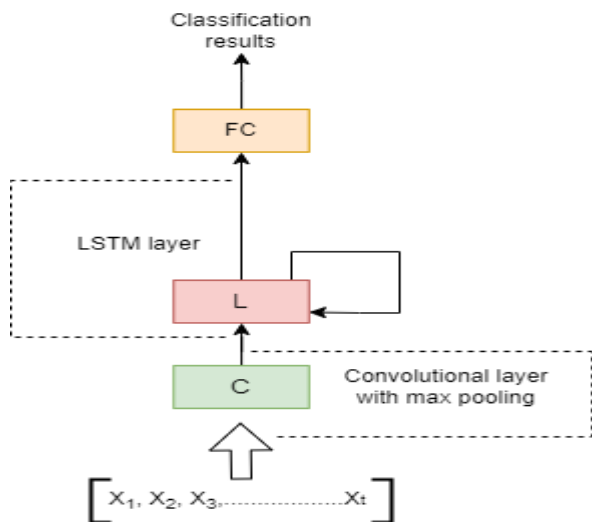 Classification
results
FC
LSTM layer
L
C
Convolutional layer
with max pooling
[X₁, X₂, X₃,.....................Xt]